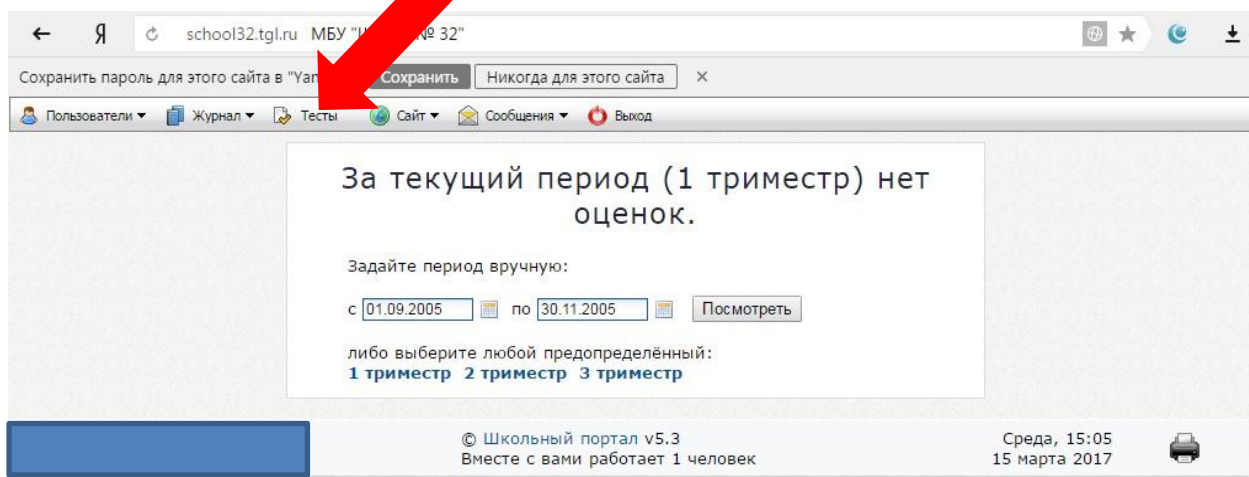 Я school32.tgl.ru МБУ № 32"
Сохранить пароль для этого сайта в Сохранить Никогда для этого сайта ×
Пользователи Журнал Тесты Сайт Сообщения Выход
За текущий период (1 триместр) нет
оценок.
Задайте период вручную:
с 01.09.2005 по 30.11.2005 Посмотреть
либо выберите любой предопределённый:
1 триместр 2 триместр 3 триместр
© Школьный портал v5.3
Вместе с вами работает 1 человек
Среда, 15:05
15 марта 2017